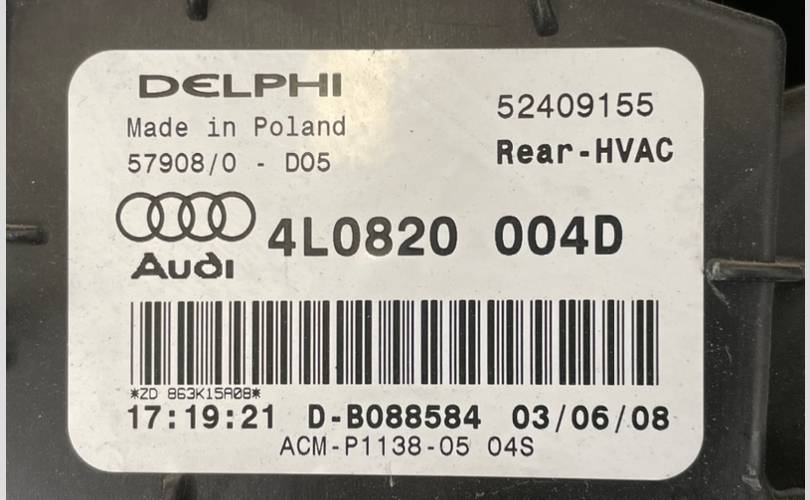 DELPHI
52409155
Made in Poland
Rear-HVAC
57908/0 - D05
Audi
4L0820 004D
*ZD 863K15A08*
17:19:21 D-B088584 03/06/08
ACM-P1138-05 04S